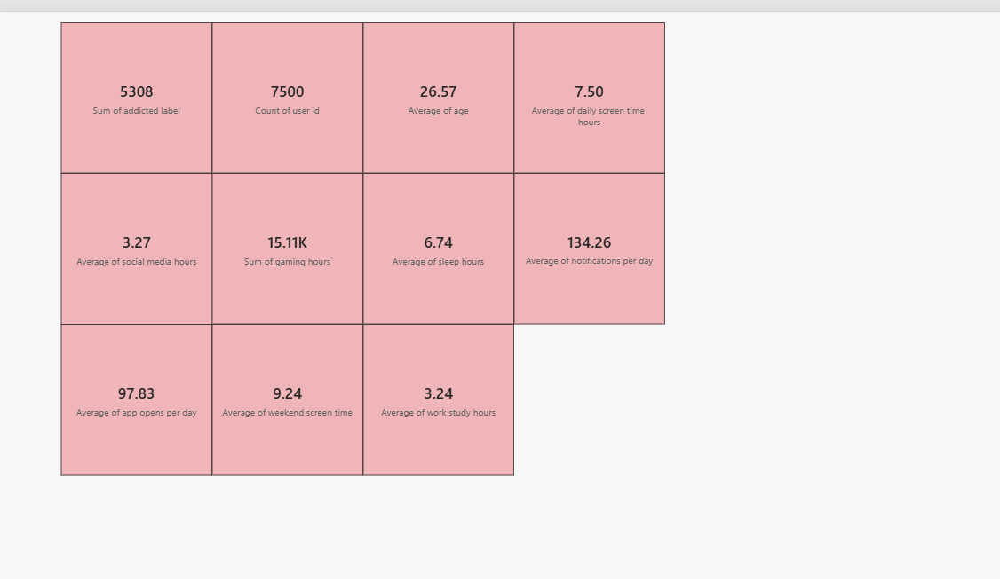 5308
Sum of addicted label
7500
Count of user id
26.57
Average of age
7.50
Average of daily screen time
hours
3.27
Average of social media hours
15.11K
Sum of gaming hours
6.74
Average of sleep hours
134.26
Average of notifications per day
97.83
Average of app opens per day
9.24
Average of weekend screen time
3.24
Average of work study hours